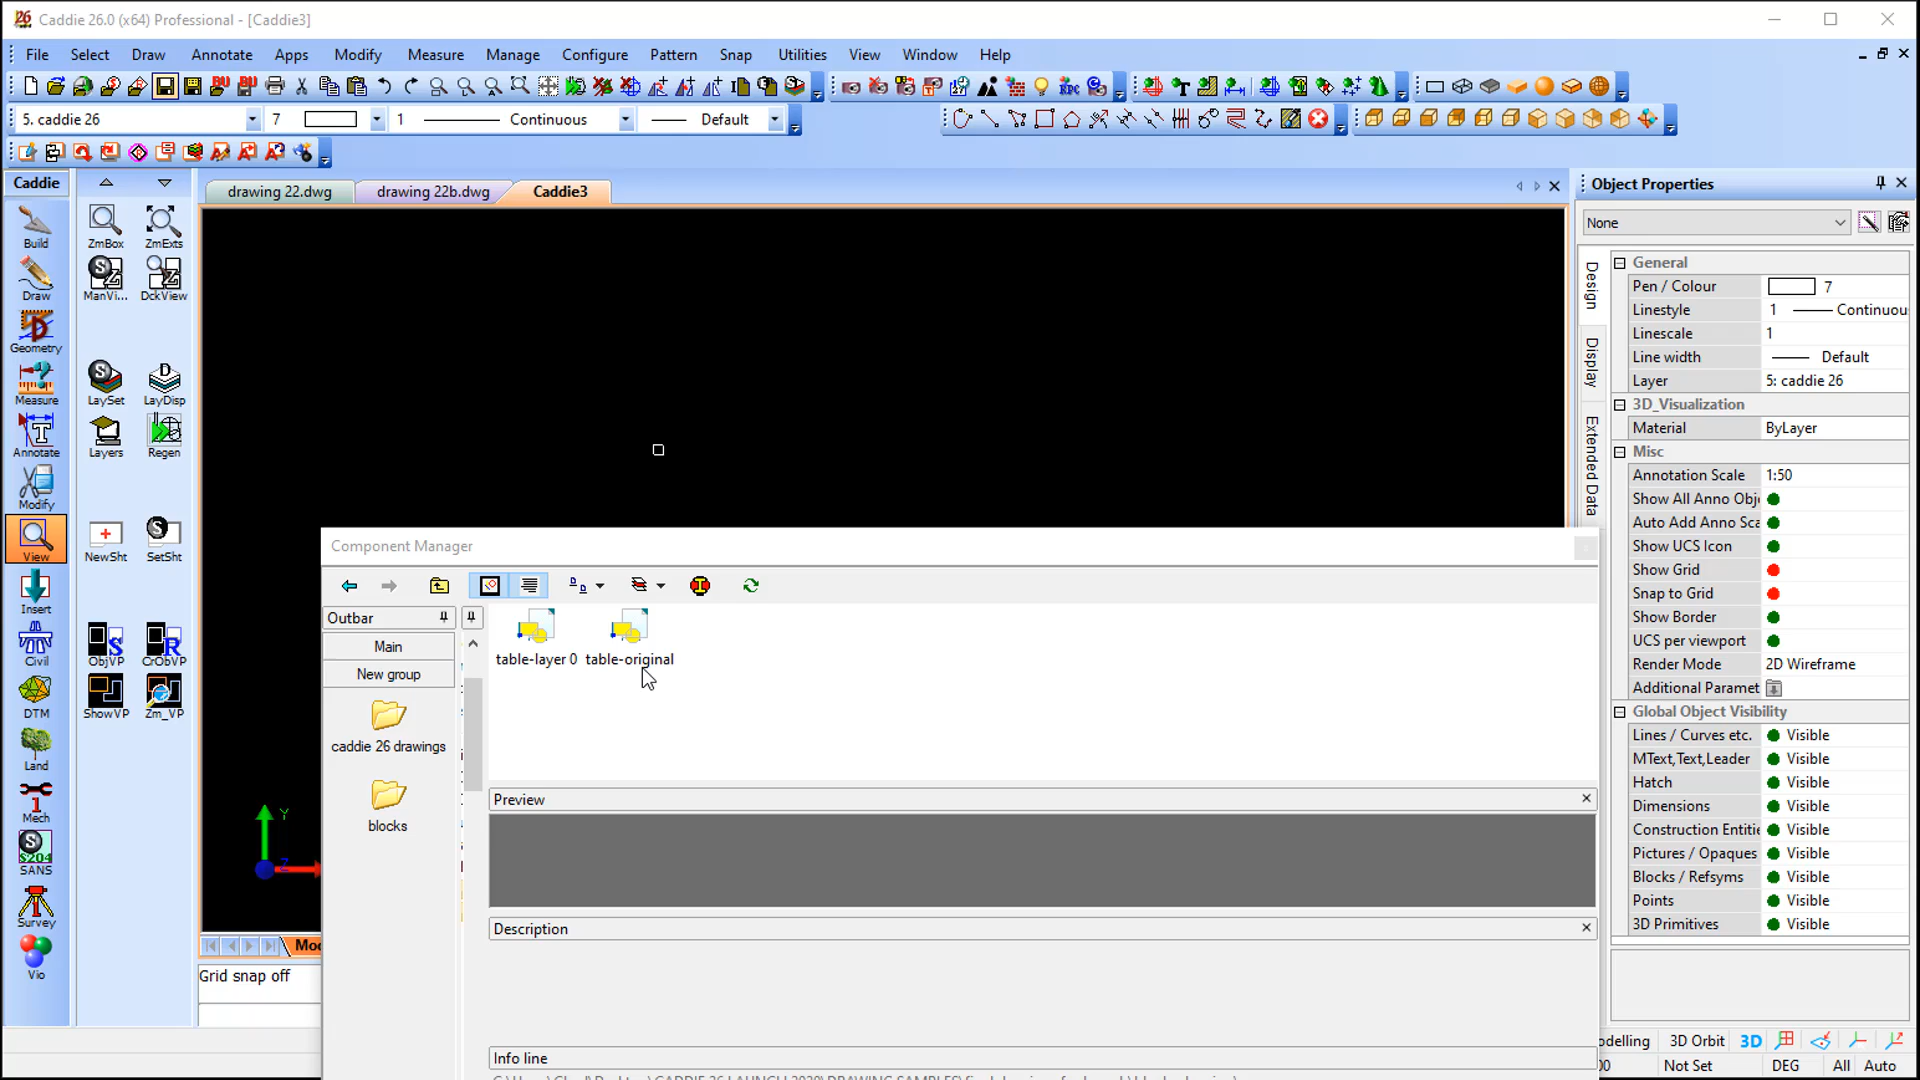 Caddie 26.0 (x64) Professional - [Caddie3]
File Select Draw Annotate Apps Modify Measure Manage Configure Pattern Snap Utilities View Window Help
5. caddie 26 7 1 Continuous Default
Caddie
drawing 22.dwg drawing 22b.dwg Caddie3
Object Properties
None
Build
Draw
Geometry
Measure
Annotate
Modify
View
Insert
Civil
DTM
Land
Mech
SANS
Survey
Vio
ZmBox ZmExts
ManVi... DckView
LaySet LayDisp
Layers Regen
NewSht SetSht
ObjVP CrObVP
ShowVP Zm_VP
Design
Display
Extended Data
General
Pen / Colour 7
Linestyle 1 Continuou
Linescale 1
Line width Default
Layer 5: caddie 26
3D_Visualization
Material ByLayer
Misc
Annotation Scale 1:50
Show All Anno Obj
Auto Add Anno Sca
Show UCS Icon
Show Grid
Snap to Grid
Show Border
UCS per viewport
Render Mode 2D Wireframe
Additional Paramet
Global Object Visibility
Lines / Curves etc. Visible
MText,Text,Leader Visible
Hatch Visible
Dimensions Visible
Construction Entitie Visible
Pictures / Opaques Visible
Blocks / Refsyms Visible
Points Visible
3D Primitives Visible
Component Manager
Outbar
Main
New group
caddie 26 drawings
blocks
table-layer 0 table-original
Preview
Description
Info line
Y
Z
Moc
Grid snap off
odelling 3D Orbit 3D
00 Not Set DEG All Auto